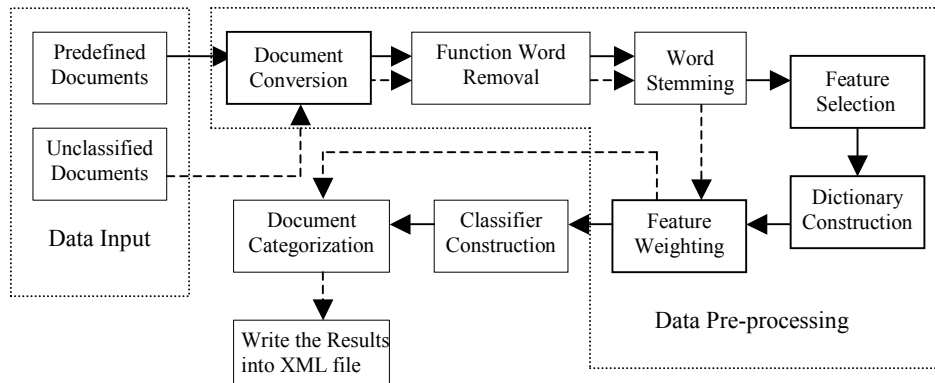 Predefined
Documents
Document
Conversion
Function Word
Removal
Word
Stemming
Feature
Selection
Unclassified
Documents
Data Input
Document
Categorization
Classifier
Construction
Feature
Weighting
Dictionary
Construction
Write the Results
into XML file
Data Pre-processing